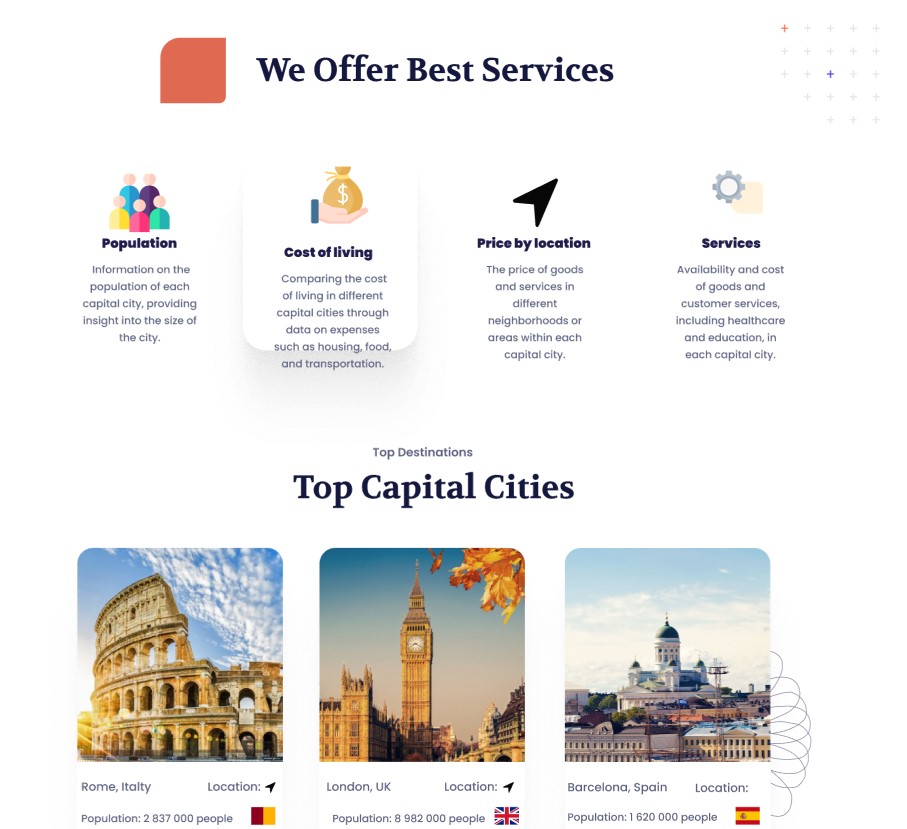 We Offer Best Services
Population
Information on the
population of each
capital city, providing
insight into the size of
the city.
Cost of living
Comparing the cost
of living in different
capital cities through
data on expenses
such as housing, food,
and transportation.
Price by location
The price of goods
and services in
different
neighborhoods or
areas within each
capital city.
Services
Availability and cost
of goods and
customer services,
including healthcare
and education, in
each capital city.
Top Destinations
Top Capital Cities
Rome, Italty
Location:
Population: 2 837 000 people
London, UK
Location:
Population: 8 982 000 people
Barcelona, Spain
Location:
Population: 1 620 000 people